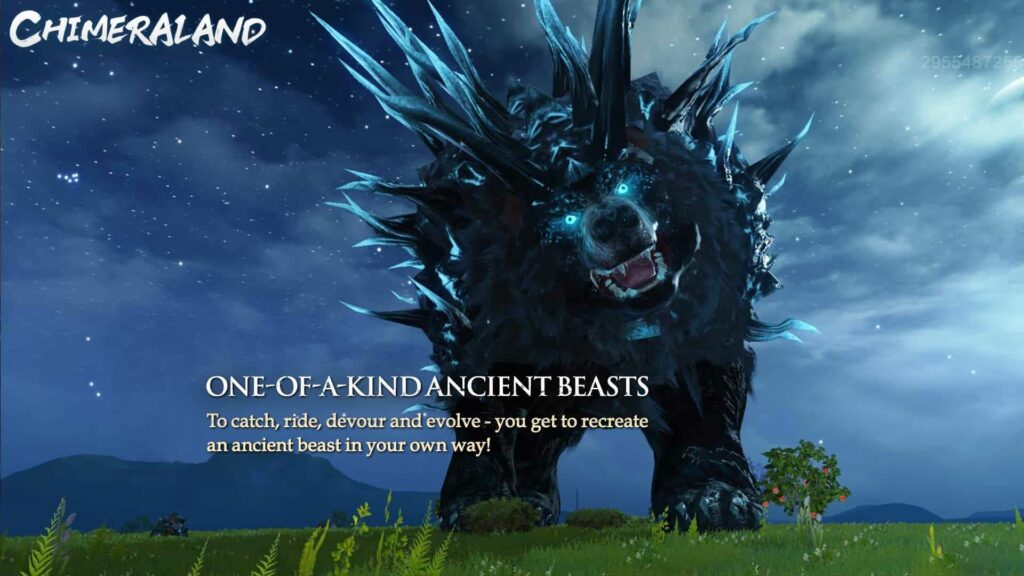 CHIMERALAND
2955487255
ONE-OF-A-KIND ANCIENT BEASTS
To catch, ride, devour and evolve - you get to recreate
an ancient beast in your own way!